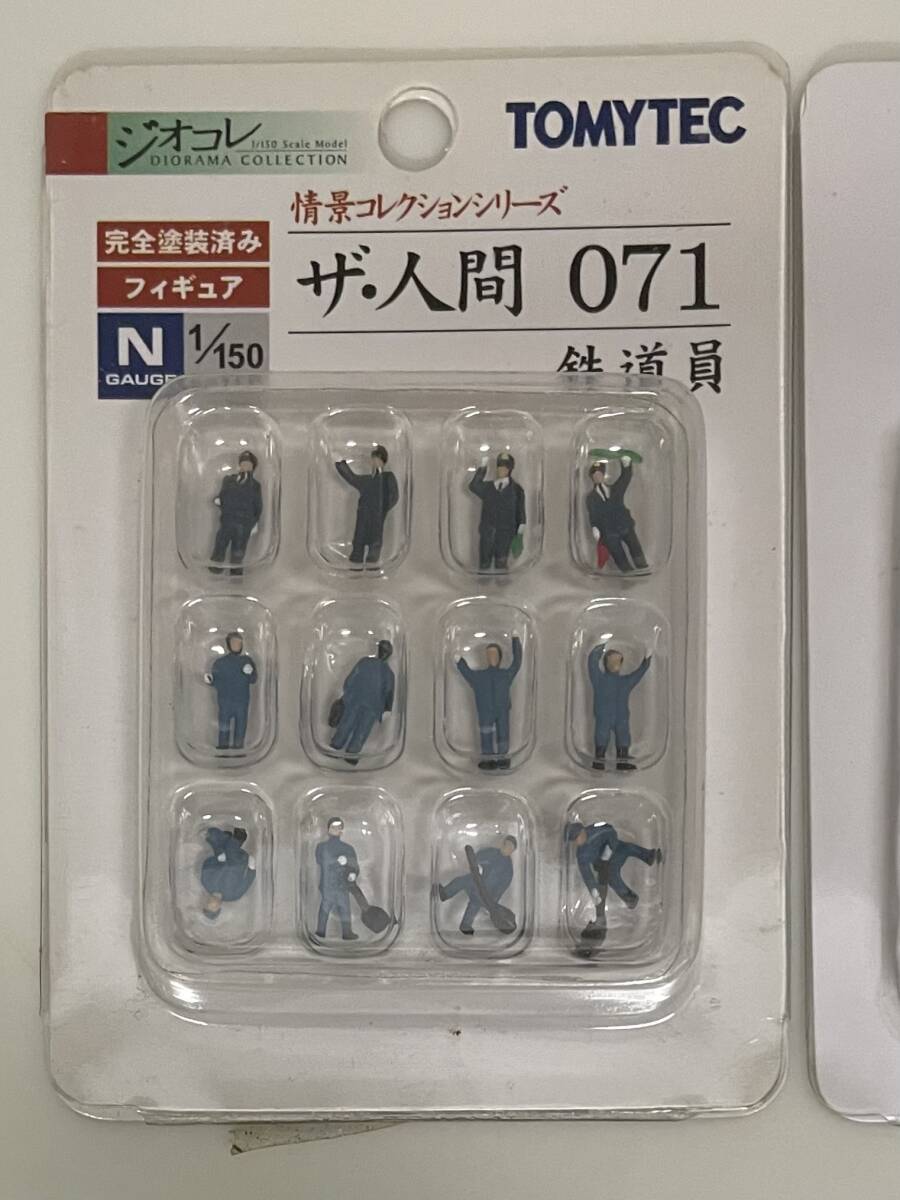 ジオコレ
1/150 Scale Model
DIORAMA COLLECTION
TOMYTEC
情景コレクションシリーズ
完全塗装済み
フィギュア
N
GAUGE
1/150
ザ・人間 071
鉄道員